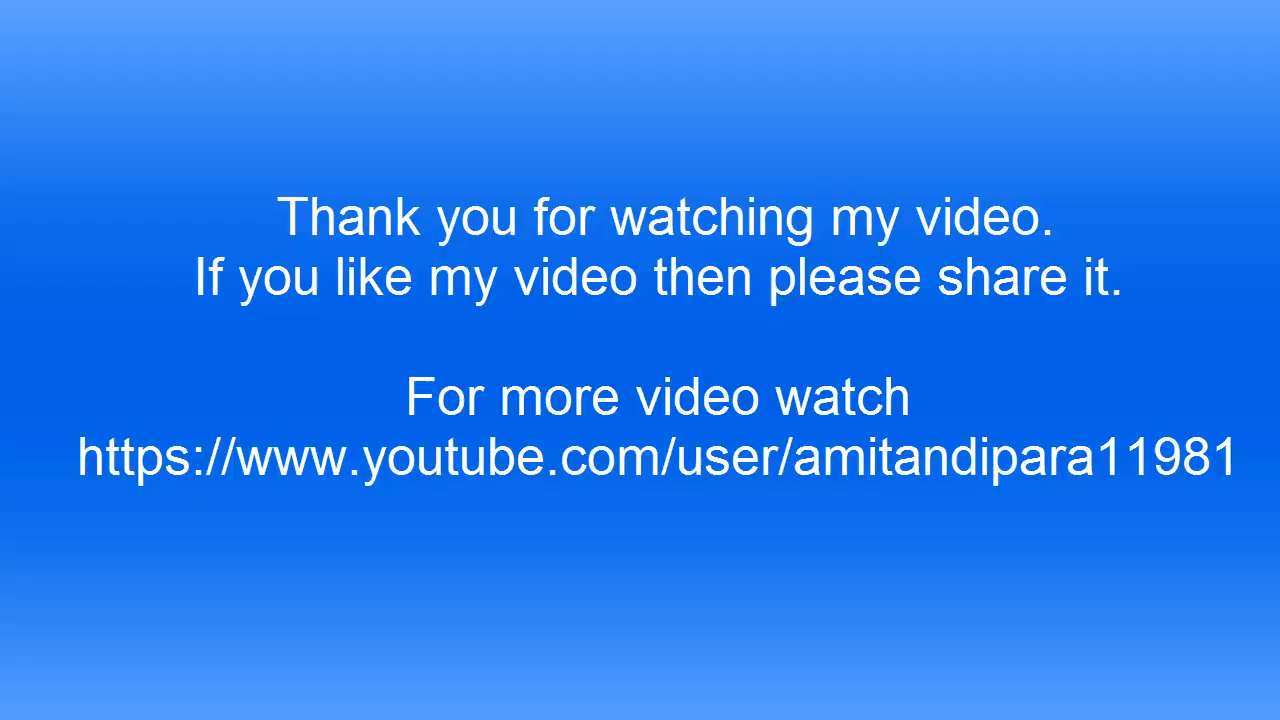 Thank you for watching my video.
If you like my video then please share it.
For more video watch
https://www.youtube.com/user/amitandipara11981